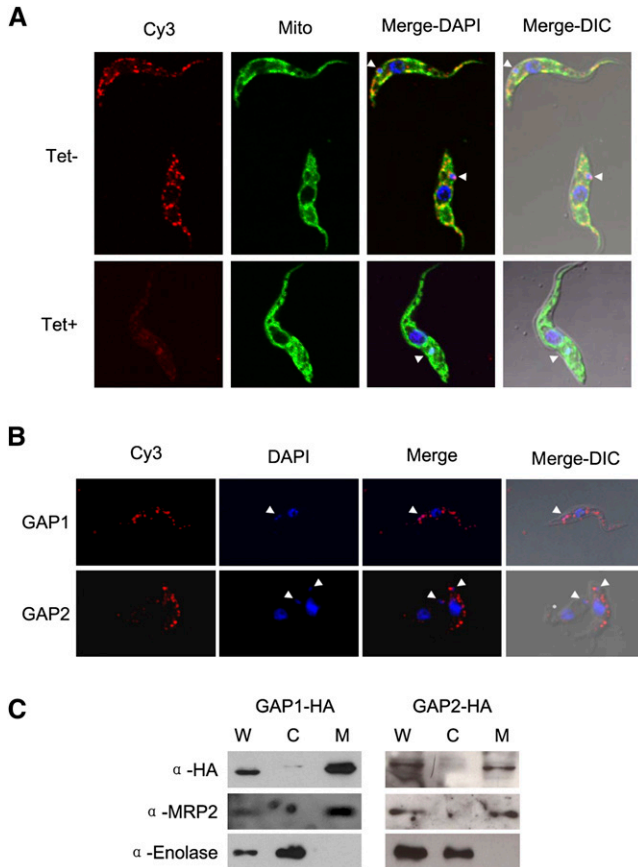 A
Cy3 Mito Merge-DAPI Merge-DIC
Tet-
Tet+
B
Cy3 DAPI Merge Merge-DIC
GAP1
GAP2
C
GAP1-HA GAP2-HA
W C M W C M
α-HA
α-MRP2
α-Enolase